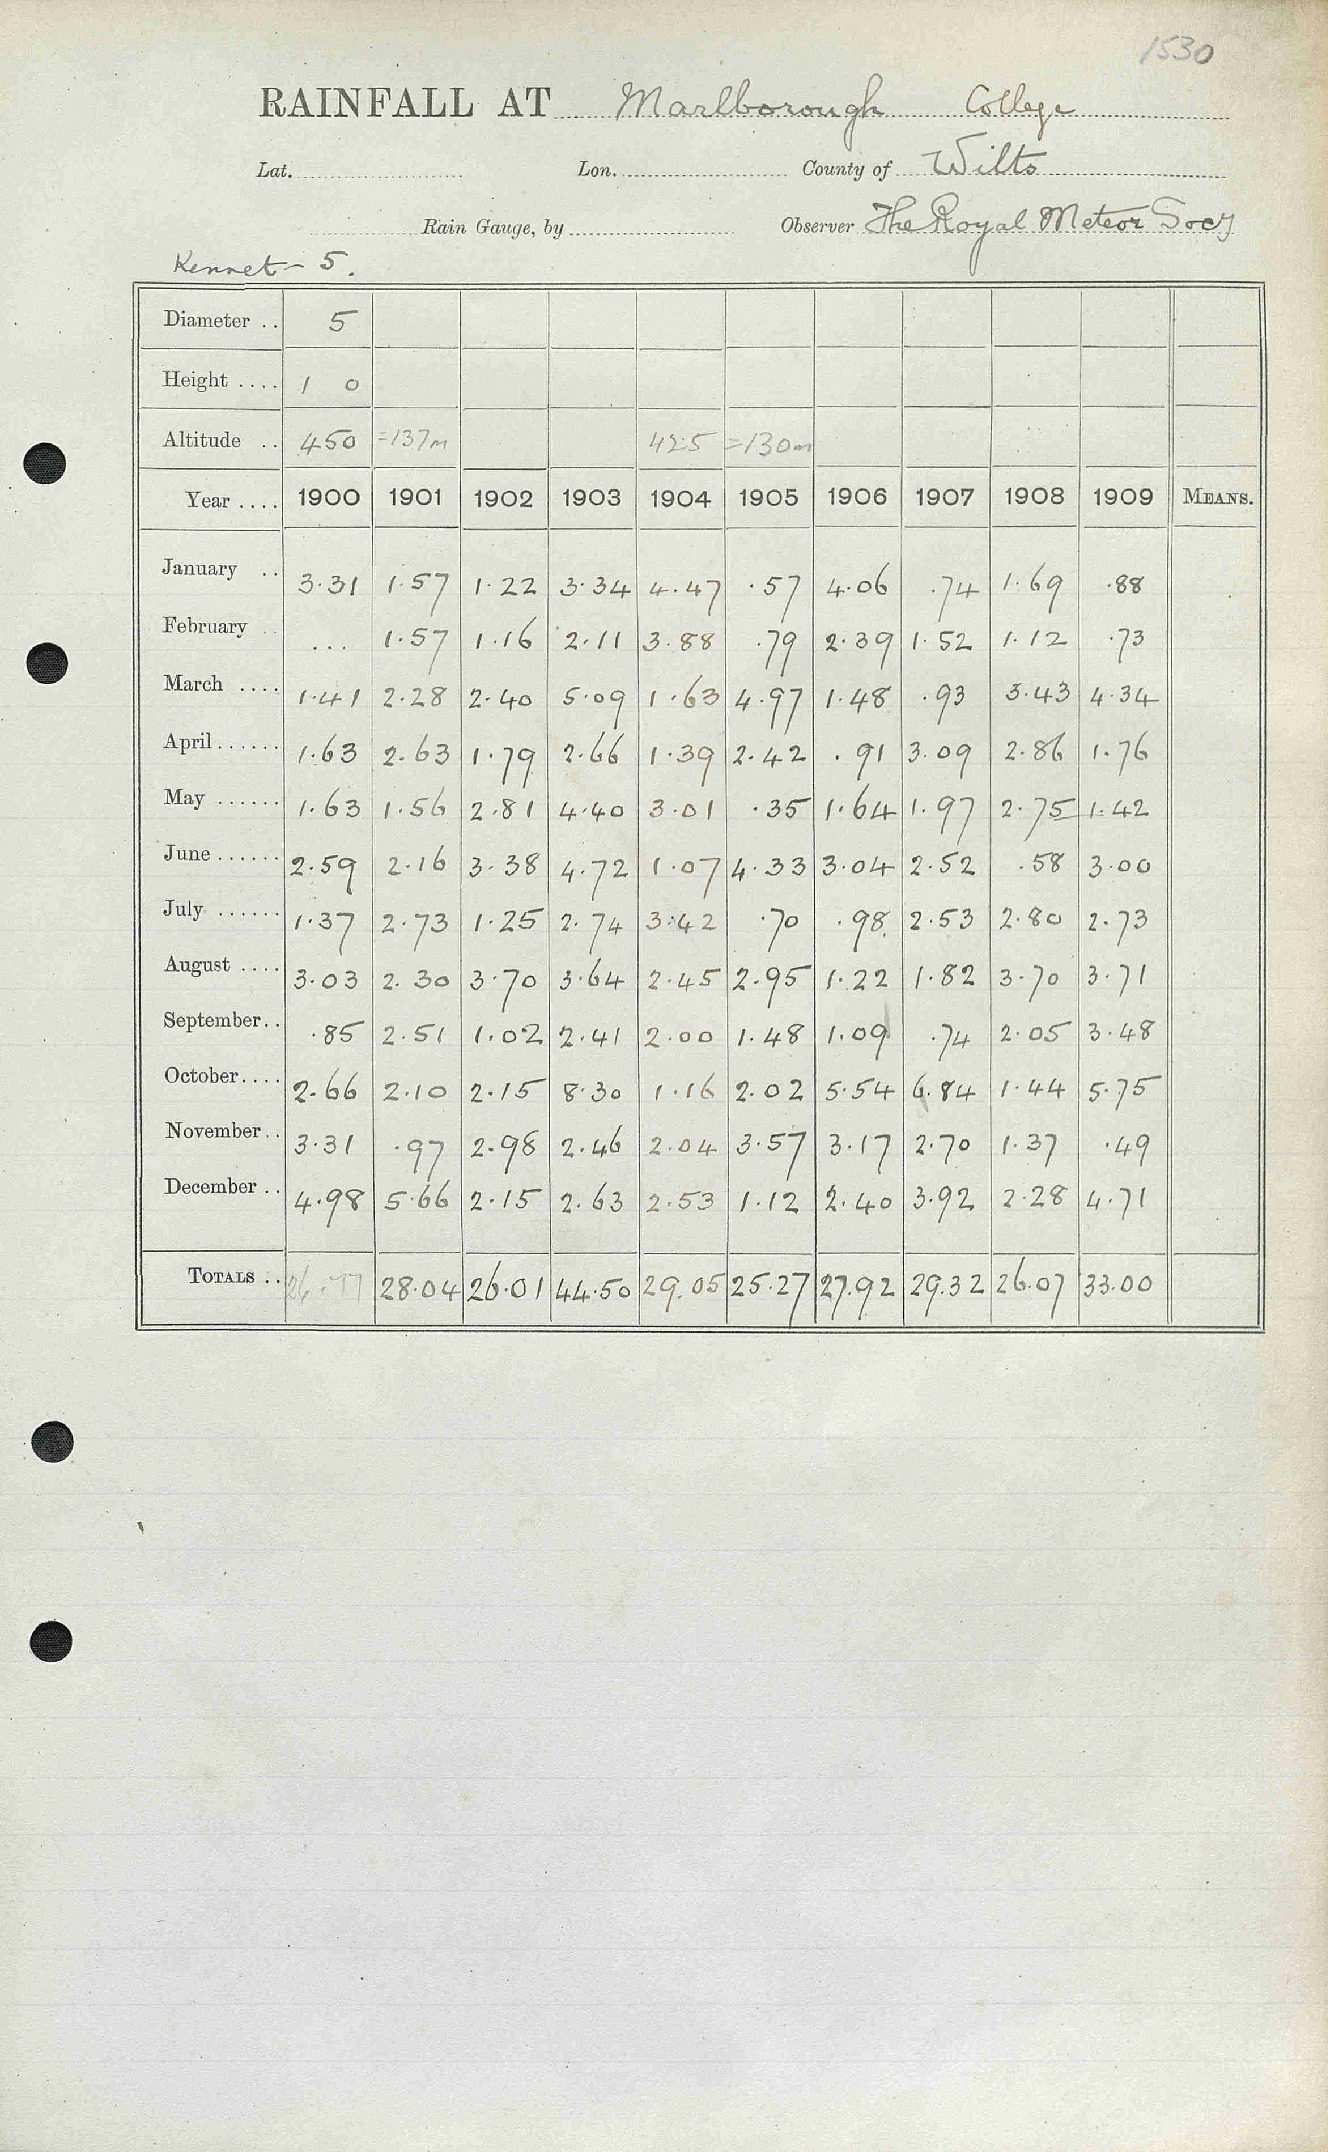 1530
RAINFALL AT Marlborough College
Lat. Lon. County of Wilts
Rain Gauge, by Observer The Royal Meteor Socy
Kennet - 5.
Diameter .. 5
Height .... 1 0
Altitude .. 450 =137m 425 =130m
Year .... 1900 1901 1902 1903 1904 1905 1906 1907 1908 1909 MEANS.
January .. 3.31 1.57 1.22 3.34 4.47 .57 4.06 .74 1.69 .88
February .. ... 1.57 1.16 2.11 3.88 .79 2.39 1.52 1.12 .73
March .... 1.41 2.28 2.40 5.09 1.63 4.97 1.48 .93 3.43 4.34
April ...... 1.63 2.63 1.79 2.66 1.39 2.42 .91 3.09 2.86 1.76
May ...... 1.63 1.56 2.81 4.40 3.01 .35 1.64 1.97 2.75 1.42
June ...... 2.59 2.16 3.38 4.72 1.07 4.33 3.04 2.52 .58 3.00
July ...... 1.37 2.73 1.25 2.74 3.42 .70 .98 2.53 2.80 2.73
August .... 3.03 2.30 3.70 3.64 2.45 2.95 1.22 1.82 3.70 3.71
September .. .85 2.51 1.02 2.41 2.00 1.48 1.09 .74 2.05 3.48
October .... 2.66 2.10 2.15 8.30 1.16 2.02 5.54 6.84 1.44 5.75
November .. 3.31 .97 2.98 2.46 2.04 3.57 3.17 2.70 1.37 .49
December .. 4.98 5.66 2.15 2.63 2.53 1.12 2.40 3.92 2.28 4.71
TOTALS .. 26.77 28.04 26.01 44.50 29.05 25.27 27.92 29.32 26.07 33.00